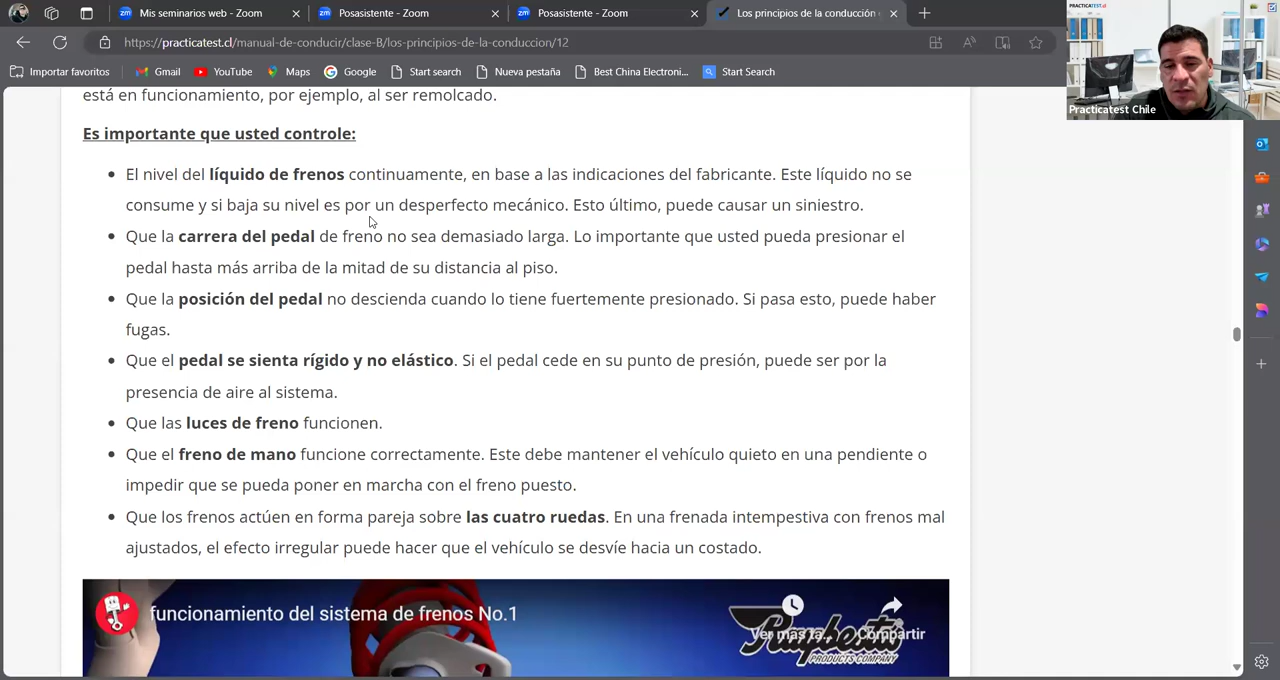 Mis seminarios web - Zoom
Posasistente - Zoom
Posasistente - Zoom
Los principios de la conducción
https://practicatest.cl/manual-de-conducir/clase-B/los-principios-de-la-conduccion/12
Importar favoritos
Gmail
YouTube
Maps
Google
Start search
Nueva pestaña
Best China Electroni...
Start Search
PRACTICATEST.cl
Practicatest Chile
está en funcionamiento, por ejemplo, al ser remolcado.
Es importante que usted controle:
El nivel del líquido de frenos continuamente, en base a las indicaciones del fabricante. Este líquido no se
consume y si baja su nivel es por un desperfecto mecánico. Esto último, puede causar un siniestro.
Que la carrera del pedal de freno no sea demasiado larga. Lo importante que usted pueda presionar el
pedal hasta más arriba de la mitad de su distancia al piso.
Que la posición del pedal no descienda cuando lo tiene fuertemente presionado. Si pasa esto, puede haber
fugas.
Que el pedal se sienta rígido y no elástico. Si el pedal cede en su punto de presión, puede ser por la
presencia de aire al sistema.
Que las luces de freno funcionen.
Que el freno de mano funcione correctamente. Este debe mantener el vehículo quieto en una pendiente o
impedir que se pueda poner en marcha con el freno puesto.
Que los frenos actúen en forma pareja sobre las cuatro ruedas. En una frenada intempestiva con frenos mal
ajustados, el efecto irregular puede hacer que el vehículo se desvíe hacia un costado.
funcionamiento del sistema de frenos No.1
Ver más ta...
Compartir
PRODUCTS COMPANY